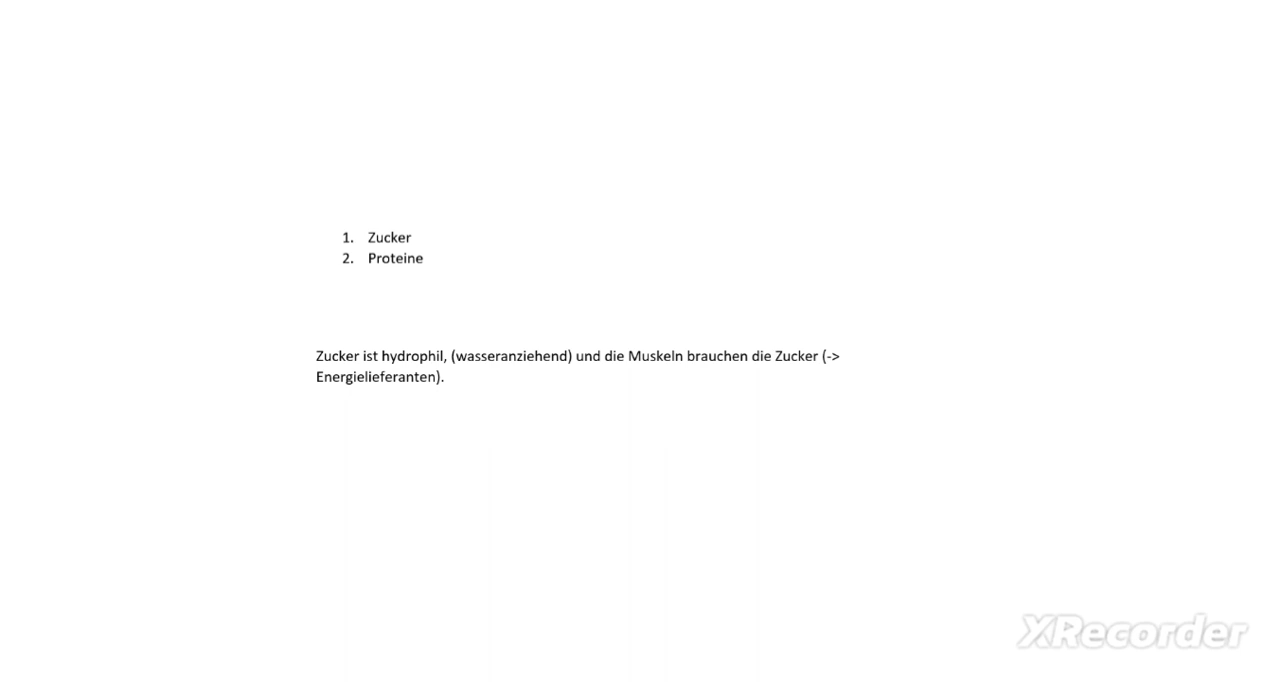 1. Zucker
2. Proteine
Zucker ist hydrophil, (wasseranziehend) und die Muskeln brauchen die Zucker (->
Energielieferanten).
XRecorder